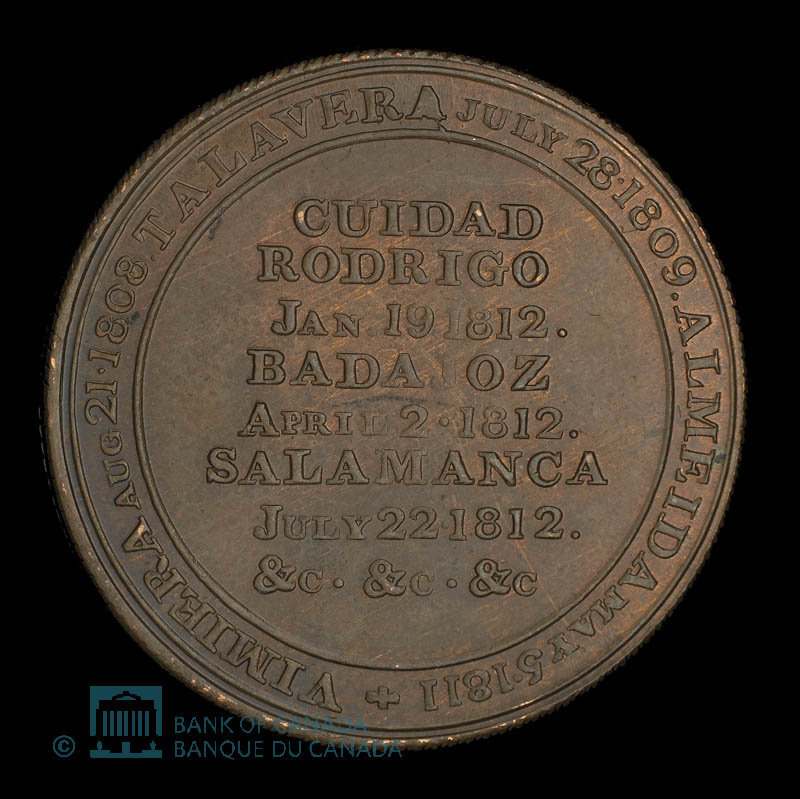 VIMIERA AUG 21 · 1808. TALAVERA JULY 28 · 1809. ALMEIDA MAY 5 · 1811 +
CUIDAD
RODRIGO
JAN. 19 1812.
BADAJOZ
APRIL 2 · 1812.
SALAMANCA
JULY 22 · 1812.
&C · &C · &C
© BANK OF CANADA
BANQUE DU CANADA